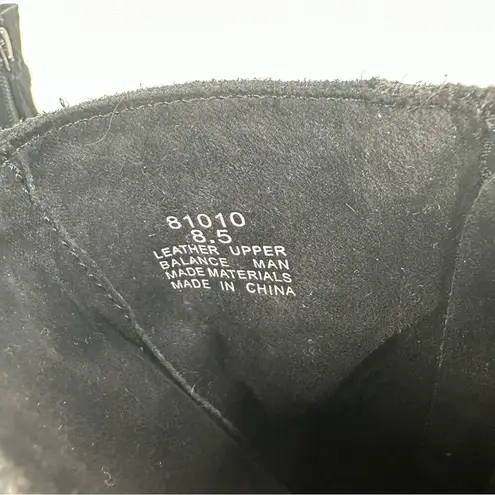 81010
8.5
LEATHER UPPER
BALANCE MAN
MADE MATERIALS
MADE IN CHINA